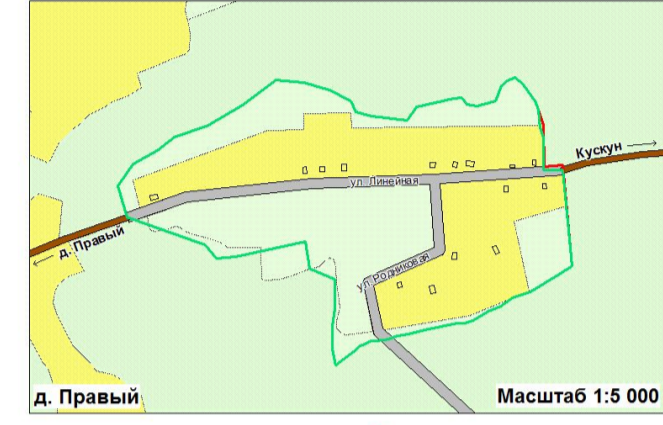 Кускун
ул. Линейная
д. Правый
ул. Родниковая
д. Правый
Масштаб 1:5 000